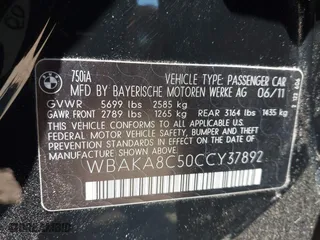 750iA
VEHICLE TYPE: PASSENGER CAR
MFD BY BAYERISCHE MOTOREN WERKE AG 06/11
GVWR 5699 lbs 2585 kg
GAWR FRONT 2789 lbs 1265 kg REAR 3164 lbs 1435 kg
THIS VEHICLE CONFORMS TO ALL APPLICABLE
FEDERAL MOTOR VEHICLE SAFETY, BUMPER AND
THEFT PREVENTION STANDARDS IN EFFECT ON THE
DATE OF MANUFACTURE SHOWN ABOVE.
WBAKA8C50CCY37892
DREAMRIDE